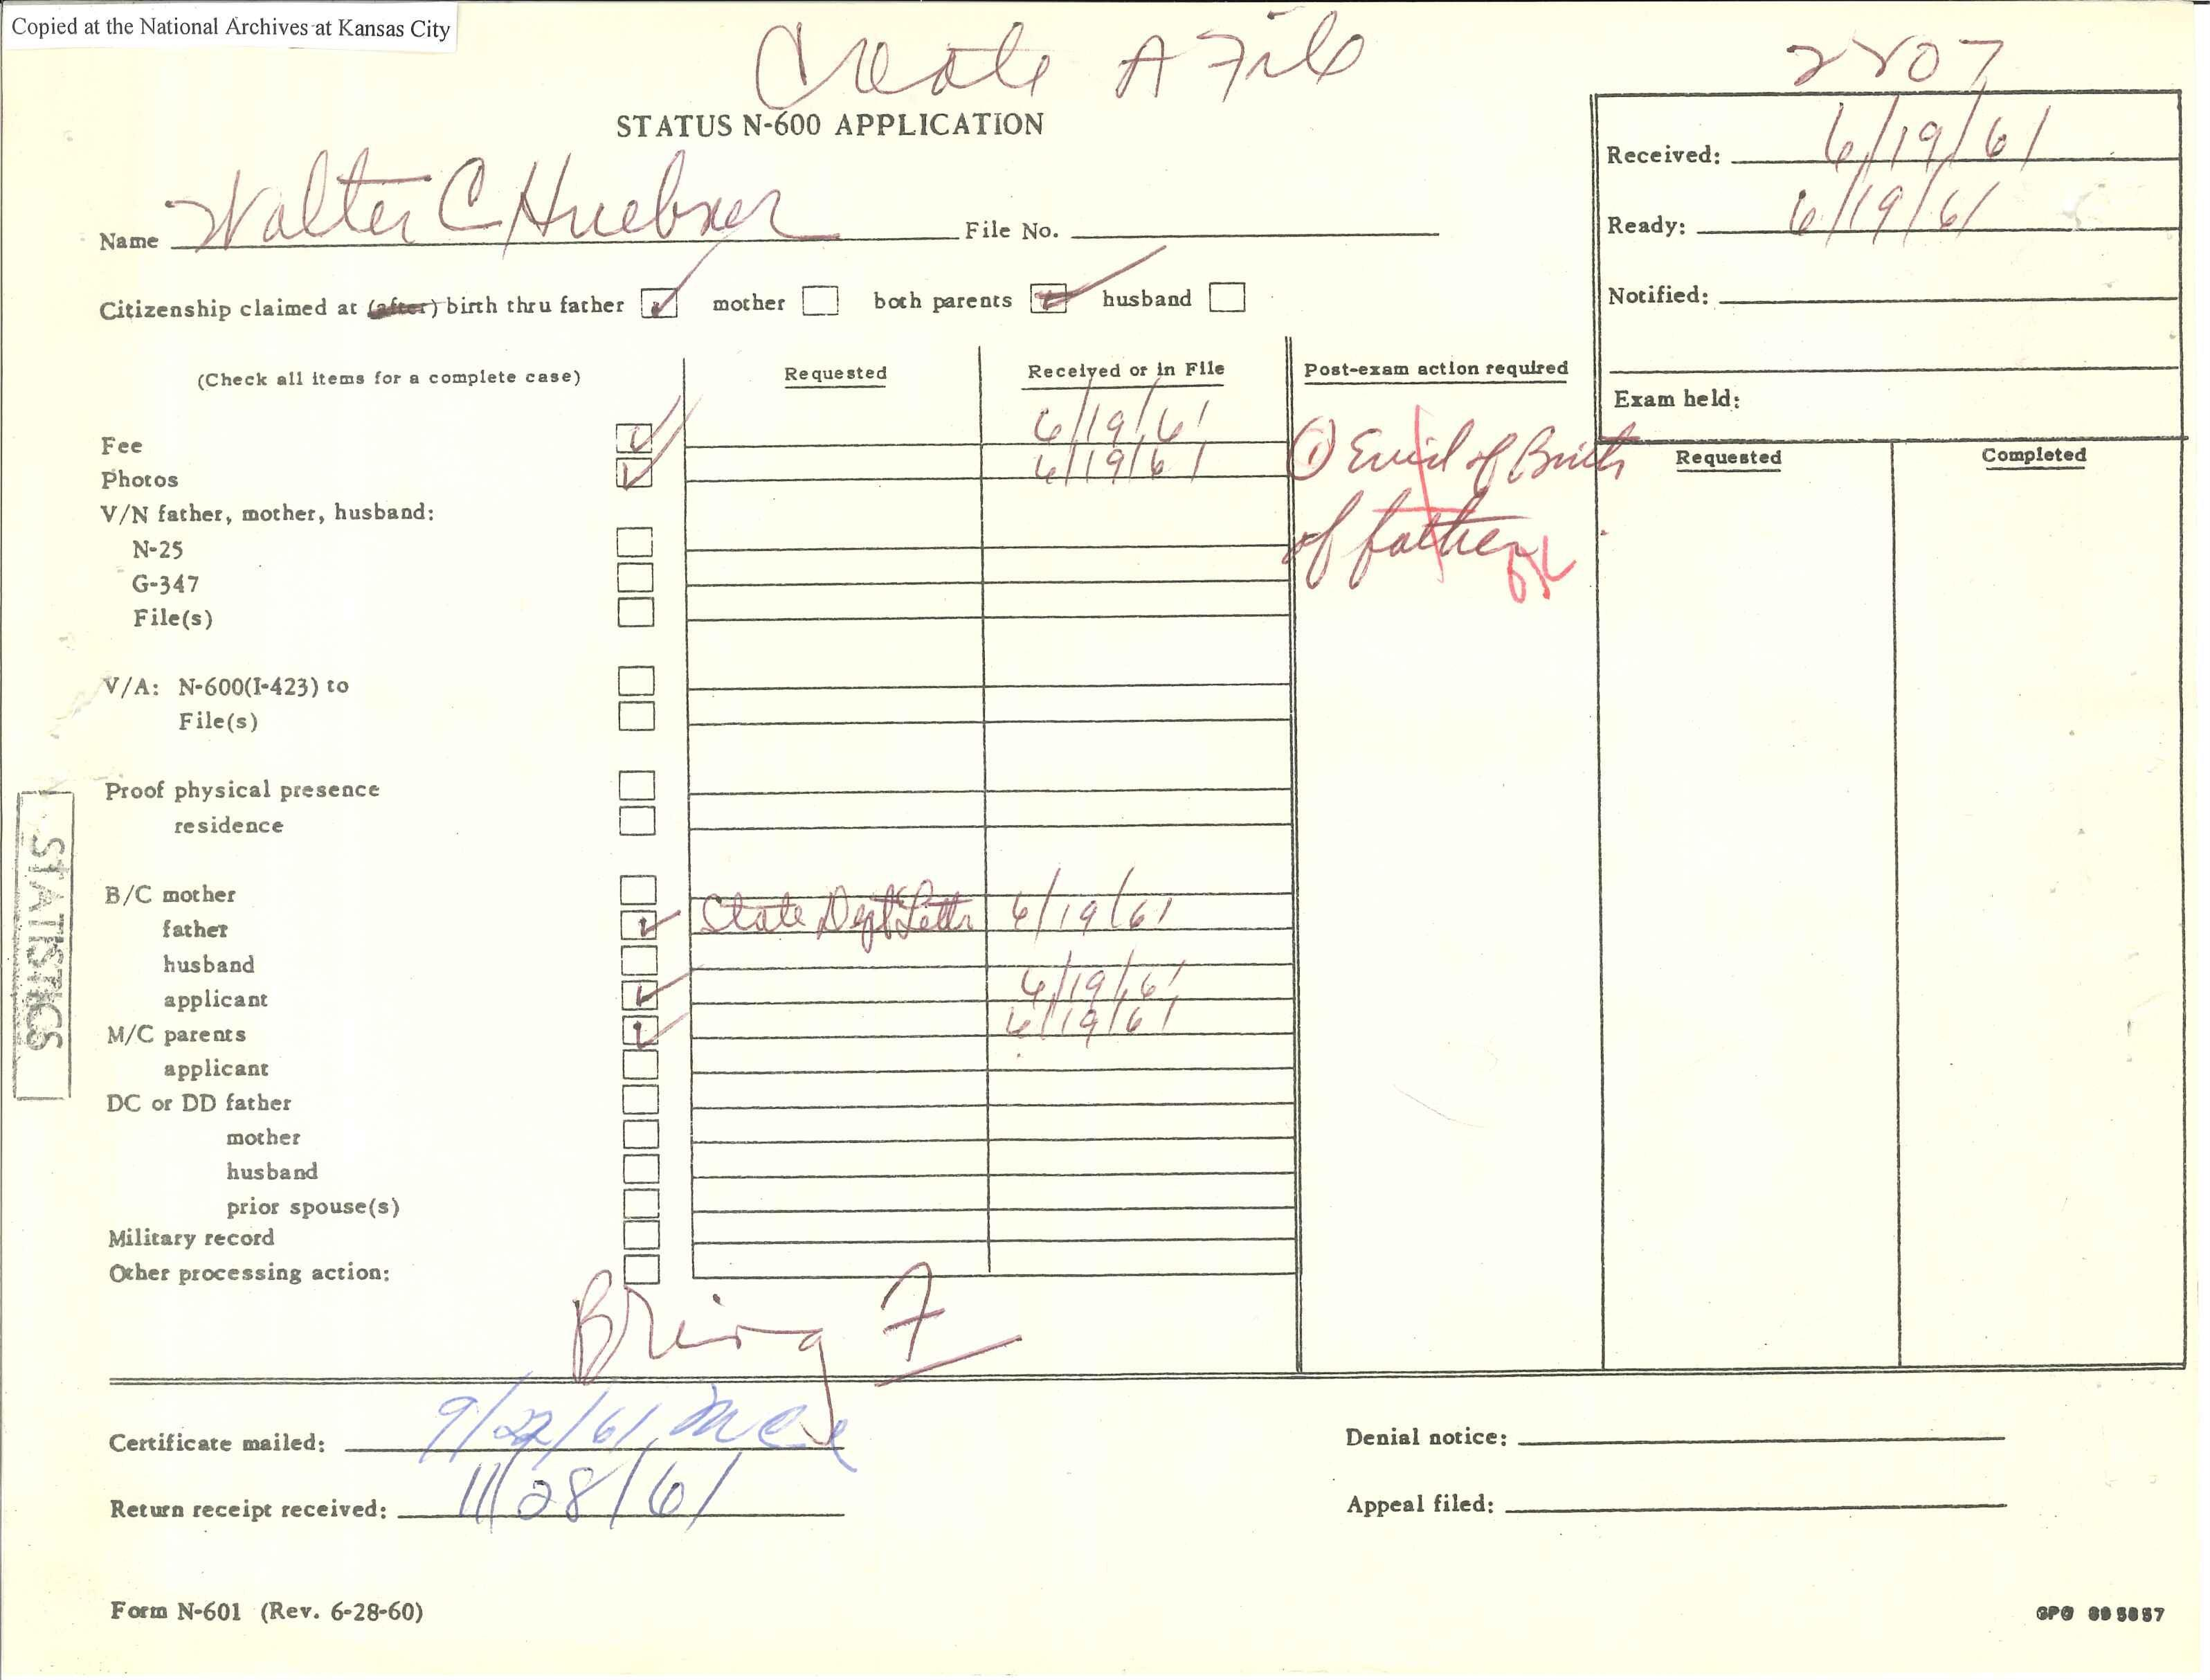 Copied at the National Archives at Kansas City
Create A File
2807
STATUS N-600 APPLICATION
Received: 6/19/61
Name Walter C Huebner File No.
Ready: 6/19/61
Citizenship claimed at (after) birth thru father mother both parents husband
Notified:
(Check all items for a complete case) Requested Received or in File Post-exam action required
Exam held:
Requested Completed
Fee 6/19/61
Photos 6/19/61
① Evid of Birth
of father OK
V/N father, mother, husband:
N-25
G-347
File(s)
V/A: N-600(I-423) to
File(s)
Proof physical presence
residence
B/C mother
father State Dept Letter 6/19/61
husband
applicant 6/19/61
M/C parents 6/19/61
applicant
DC or DD father
mother
husband
prior spouse(s)
Military record
Other processing action:
Bring F
STATISTICS
Certificate mailed: 9/22/61
Denial notice:
Return receipt received: 11/28/61
Appeal filed:
Form N-601 (Rev. 6-28-60)
GPO